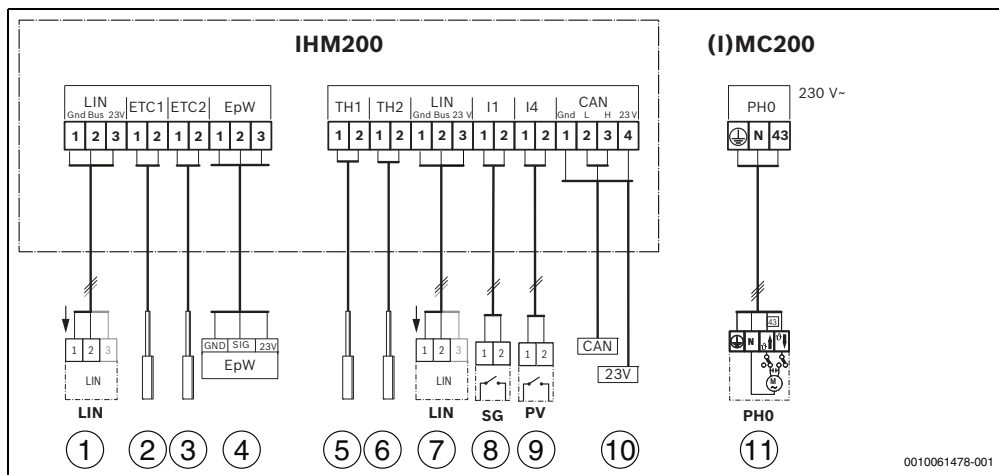 IHM200 (I)MC200
LIN ETC1 ETC2 EpW TH1 TH2 LIN I1 I4 CAN PH0 230 V~
Gnd Bus 23V Gnd Bus 23 V Gnd L H 23 V
1 2 3 1 2 1 2 1 2 3 1 2 1 2 1 2 3 1 2 1 2 1 2 3 4 N 43
43
1 2 3 GND SIG 23V 1 2 3 1 2 1 2 CAN N ϑ ϑ
LIN EpW LIN 23V M ~
LIN LIN SG PV PH0
1 2 3 4 5 6 7 8 9 10 11
0010061478-001